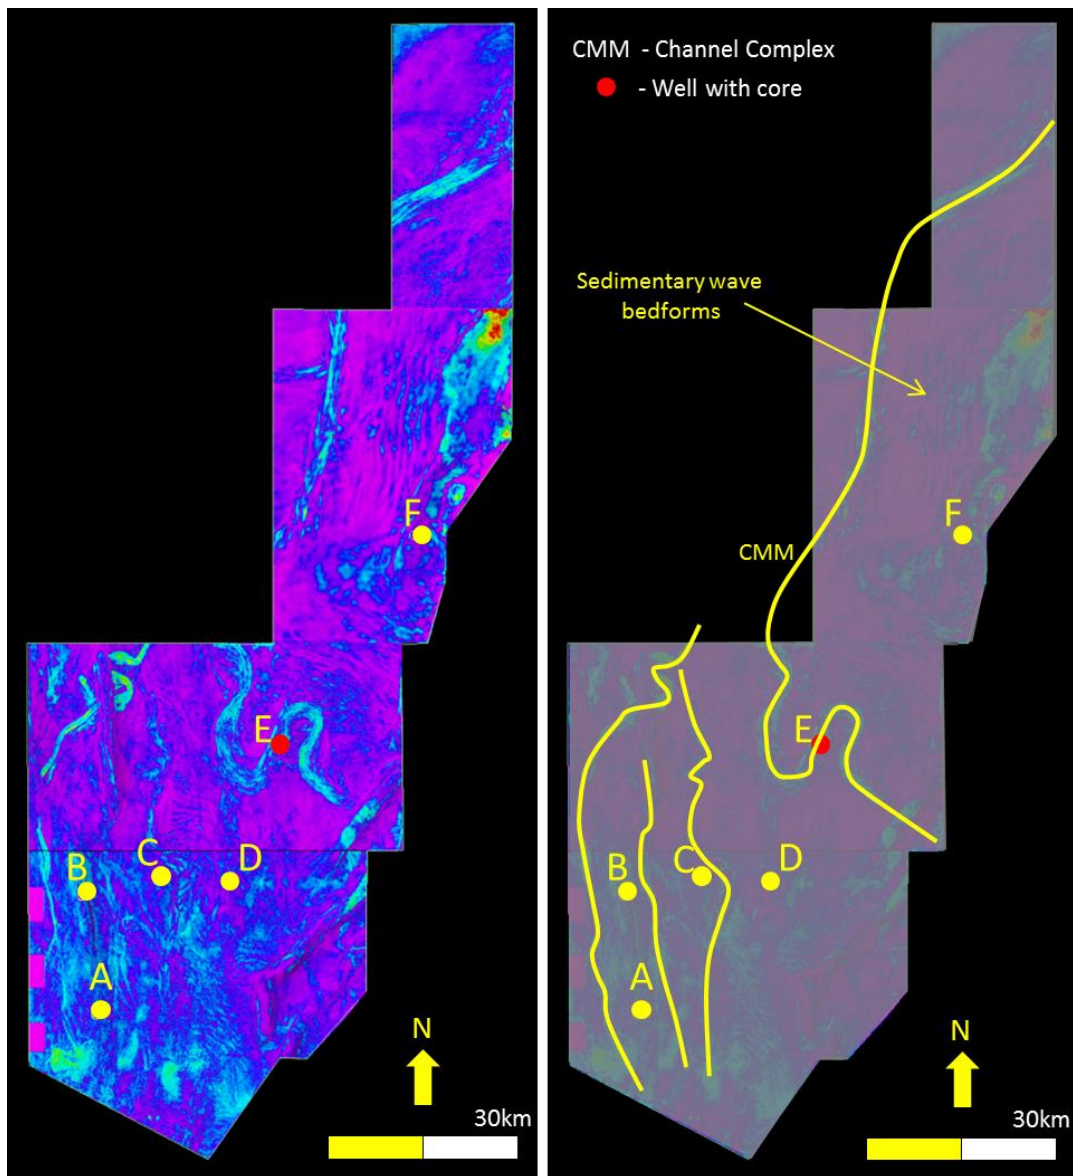 F
E
B
C
D
A
N
30km
CMM - Channel Complex
- Well with core
Sedimentary wave
bedforms
F
CMM
E
B
C
D
A
N
30km